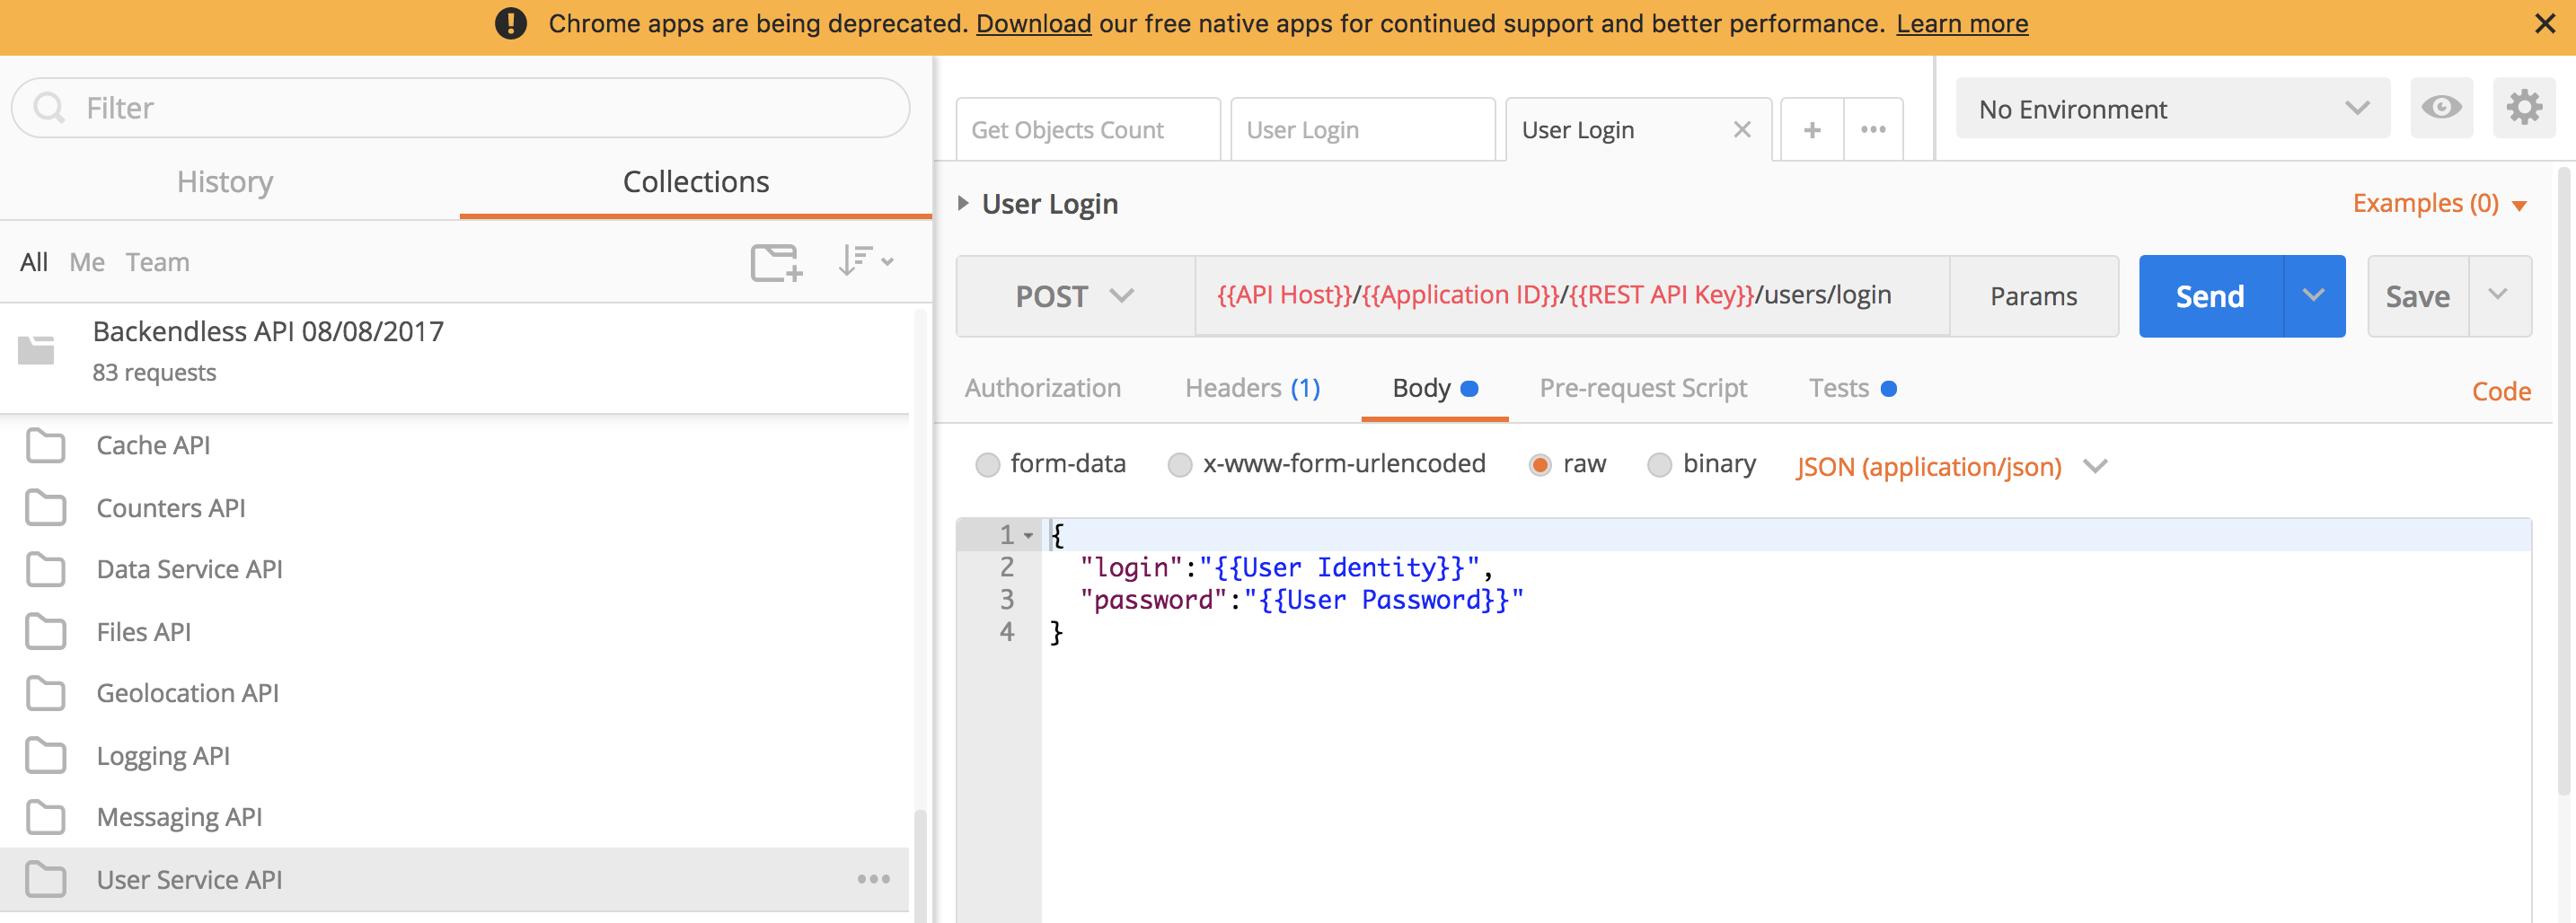 Chrome apps are being deprecated. Download our free native apps for continued support and better performance. Learn more
Filter
History Collections
All Me Team
Backendless API 08/08/2017
83 requests
Cache API
Counters API
Data Service API
Files API
Geolocation API
Logging API
Messaging API
User Service API
Get Objects Count User Login User Login
No Environment
User Login
Examples (0)
POST {{API Host}}/{{Application ID}}/{{REST API Key}}/users/login Params Send Save
Authorization Headers (1) Body Pre-request Script Tests Code
form-data x-www-form-urlencoded raw binary JSON (application/json)
1 {
2 "login":"{{User Identity}}",
3 "password":"{{User Password}}"
4 }